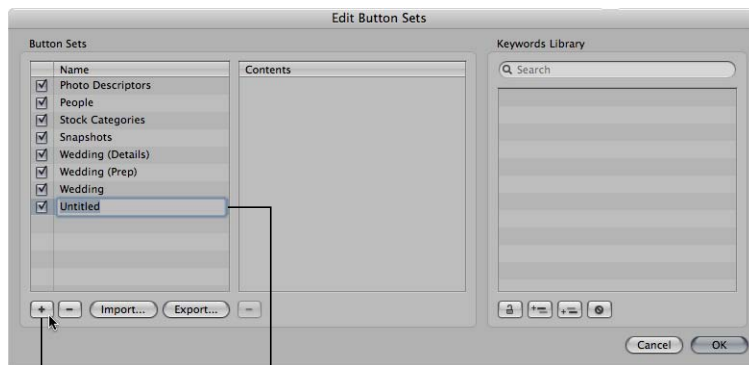 Edit Button Sets
Button Sets
Name
Photo Descriptors
People
Stock Categories
Snapshots
Wedding (Details)
Wedding (Prep)
Wedding
Untitled
Contents
+ − Import... Export... −
Keywords Library
Search
Cancel OK